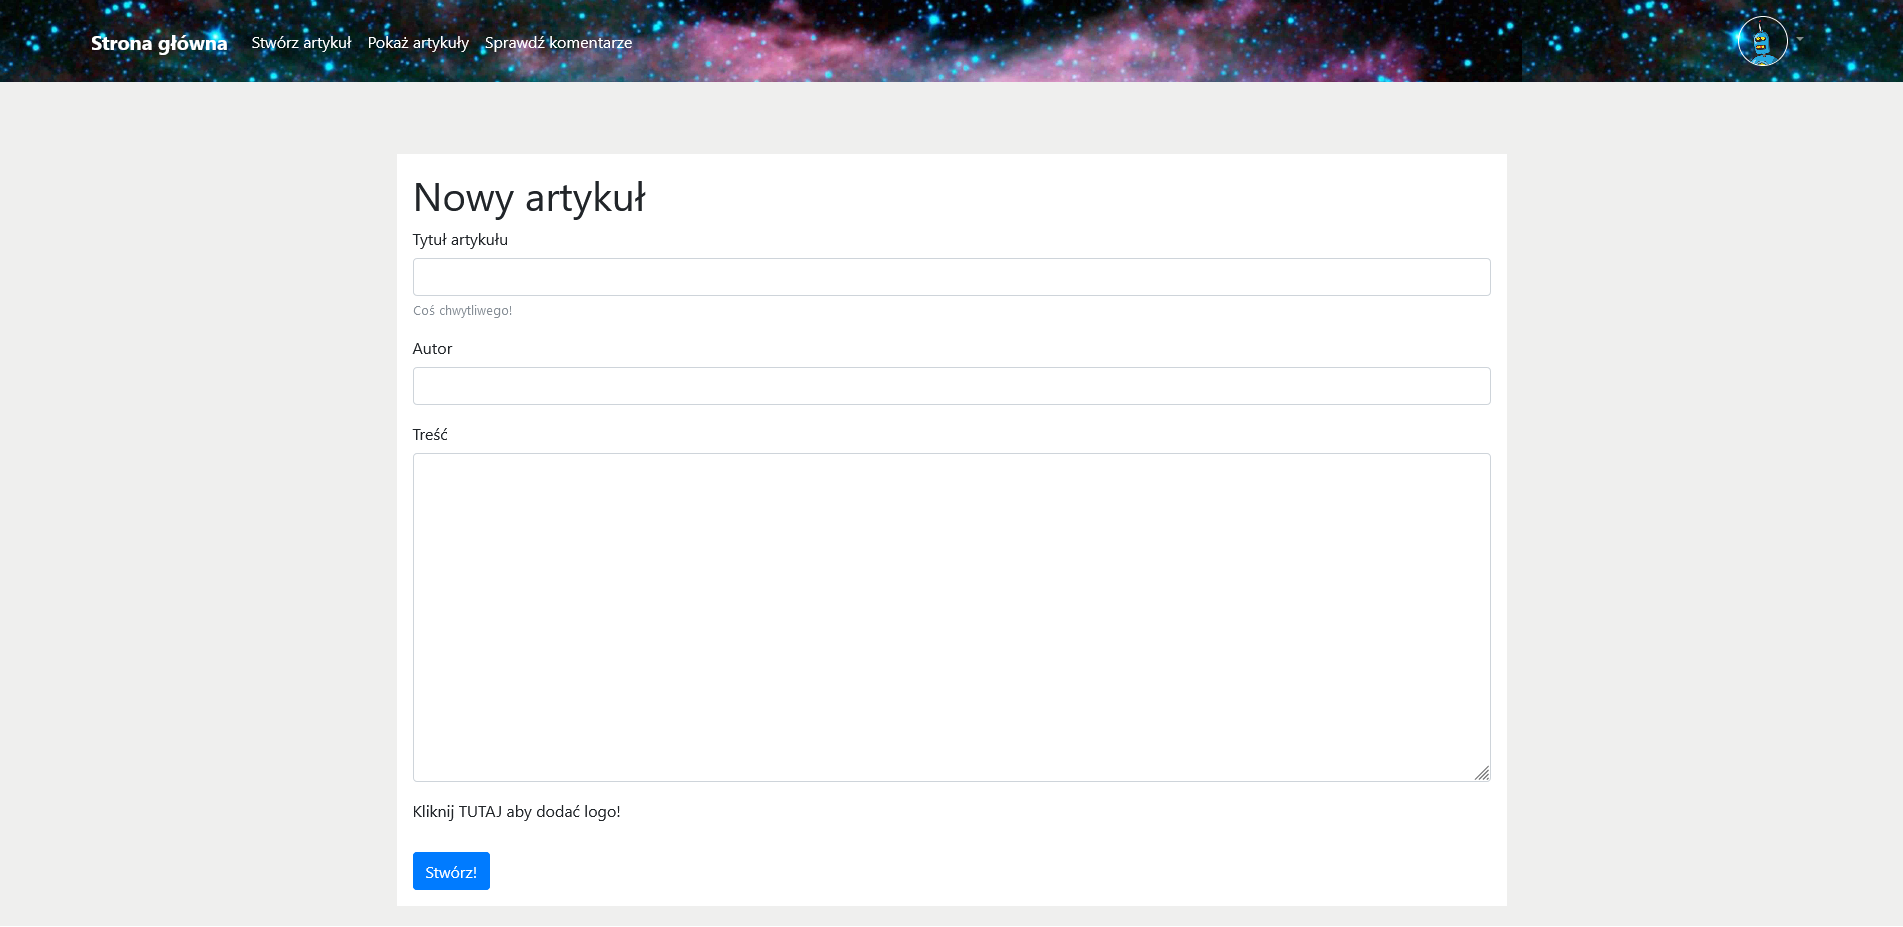 Strona główna Stwórz artykuł Pokaż artykuły Sprawdź komentarze
Nowy artykuł
Tytuł artykułu
Coś chwytliwego!
Autor
Treść
Kliknij TUTAJ aby dodać logo!
Stwórz!